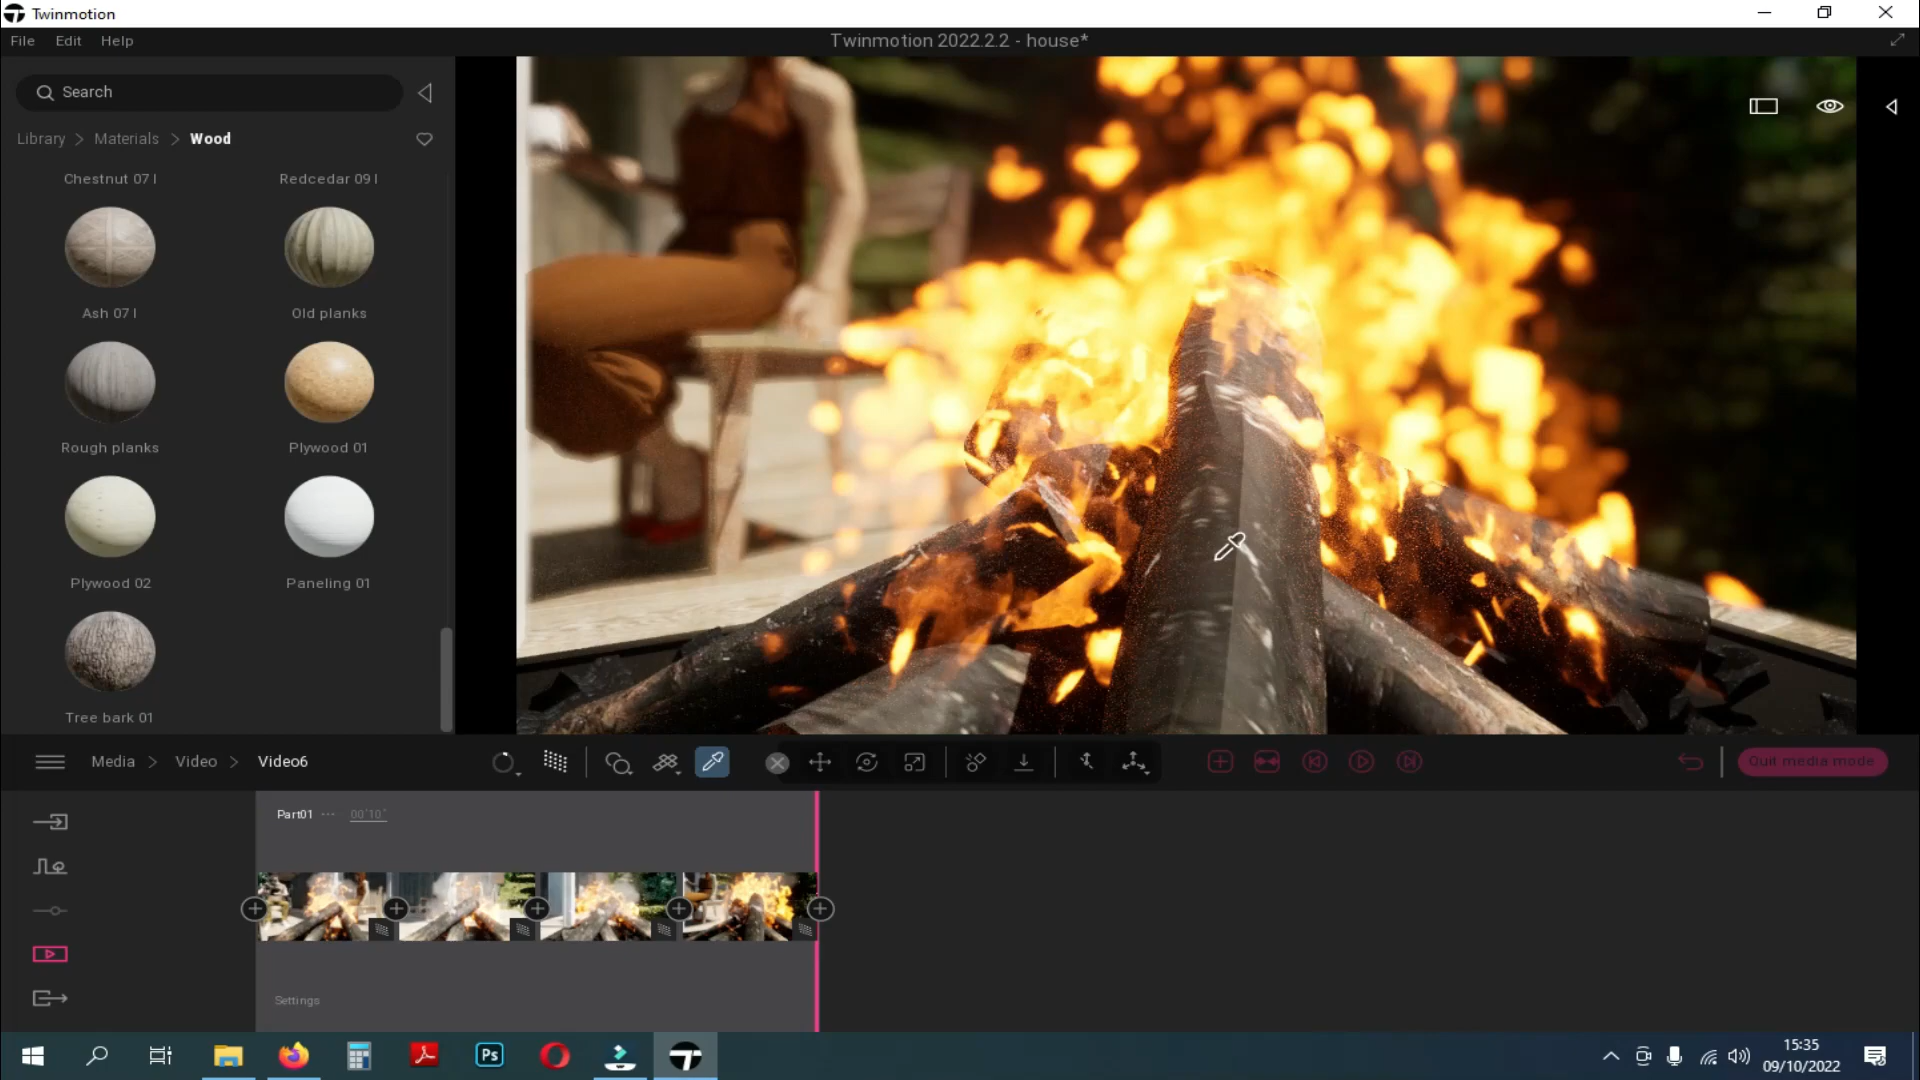 Twinmotion
File Edit Help
Twinmotion 2022.2.2 - house*
Search
Library > Materials > Wood
Chestnut 07 l
Redcedar 09 l
Ash 07 l
Old planks
Rough planks
Plywood 01
Plywood 02
Paneling 01
Tree bark 01
Media > Video > Video6
Quit media mode
Part01 ... 00'10"
Settings
Ps
15:35
09/10/2022